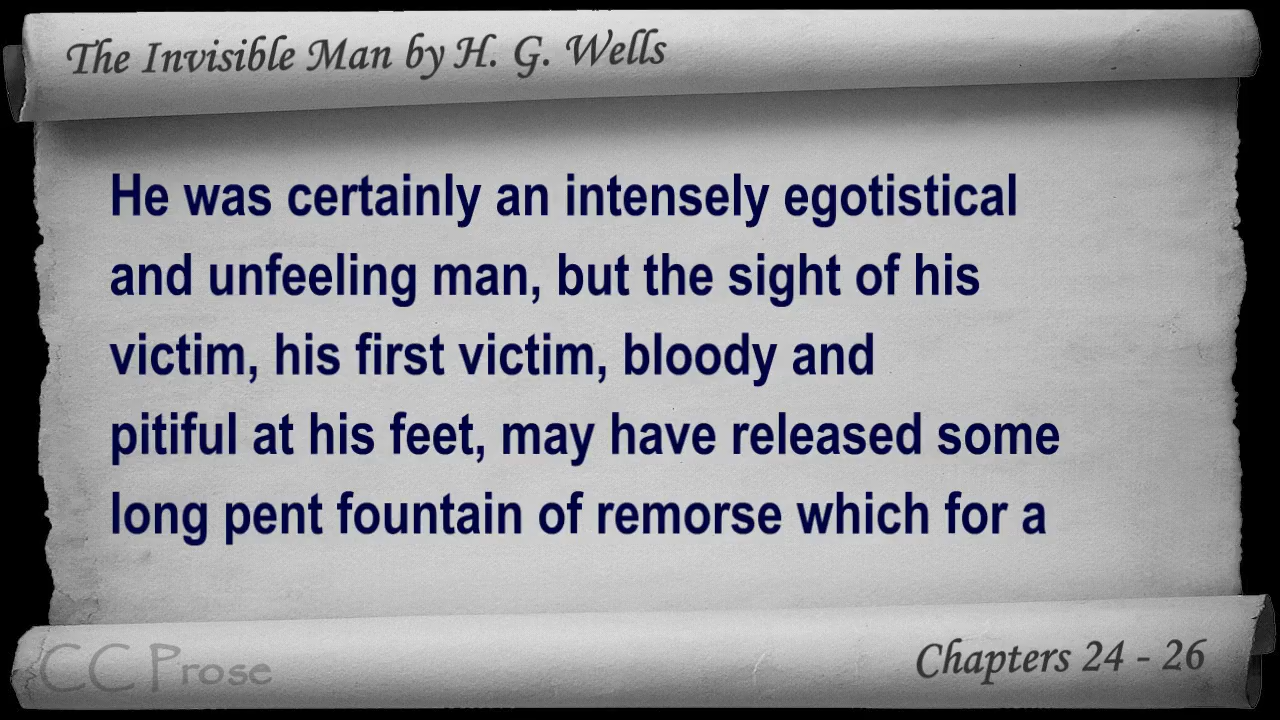 The Invisible Man by H. G. Wells
He was certainly an intensely egotistical
and unfeeling man, but the sight of his
victim, his first victim, bloody and
pitiful at his feet, may have released some
long pent fountain of remorse which for a
CC Prose
Chapters 24 - 26